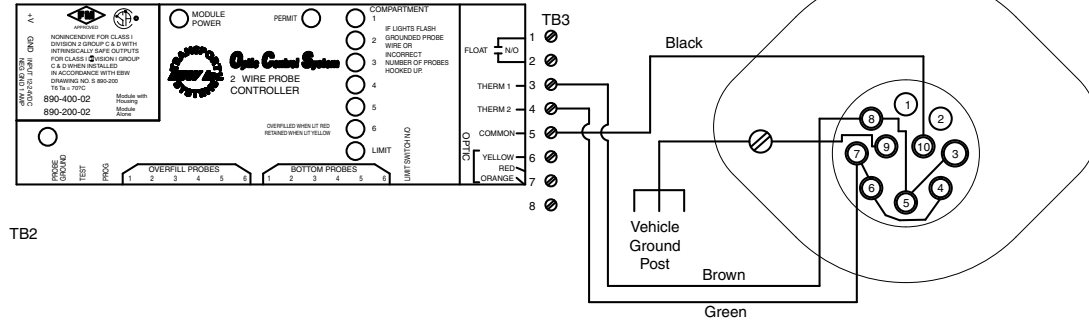 +V
GND INPUT 12-24VDC
NEG GND 1 AMP
FM
APPROVED
NONINCENDIVE FOR CLASS I
DIVISION 2 GROUP C & D WITH
INTRINSICALLY SAFE OUTPUTS
FOR CLASS I DIVISION I GROUP
C & D WHEN INSTALLED
IN ACCORDANCE WITH EBW
DRAWING NO. S 890-200
T6 Ta = 70?C
890-400-02 Module with Housing
890-200-02 Module Alone
MODULE POWER
PERMIT
TRANSPORT
EBW INC.
SYSTEMS
Optic Control System
2 WIRE PROBE
CONTROLLER
COMPARTMENT
1
2
3
4
5
6
LIMIT
IF LIGHTS FLASH
GROUNDED PROBE
WIRE OR
INCORRECT
NUMBER OF PROBES
HOOKED UP.
OVERFILLED WHEN LIT RED
RETAINED WHEN LIT YELLOW
LIMIT SWITCH NO
PROBE GROUND
TEST
PROG
OVERFILL PROBES
1 2 3 4 5 6
BOTTOM PROBES
1 2 3 4 5 6
OPTIC
FLOAT N/O
THERM 1
THERM 2
COMMON
YELLOW
RED
ORANGE
TB3
1
2
3
4
5
6
7
8
TB2
Black
Vehicle
Ground
Post
Brown
Green
1
2
8
9
10
3
7
6
5
4